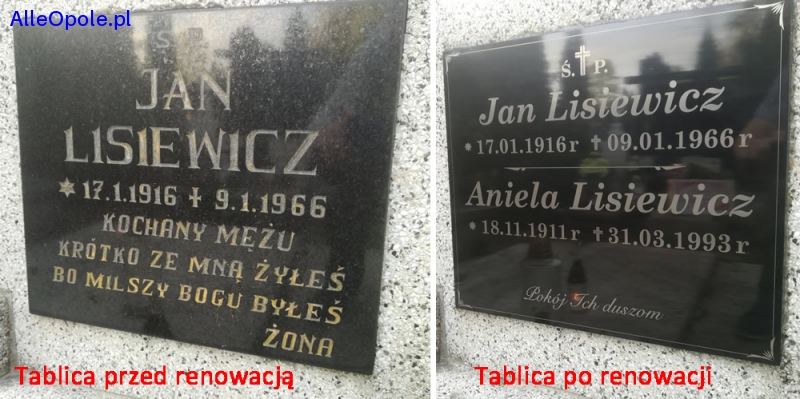 AlleOpole.pl
Ś P
JAN
LISIEWICZ
* 17.1.1916 † 9.1.1966
KOCHANY MĘŻU
KRÓTKO ZE MNĄ ŻYŁEŚ
BO MILSZY BOGU BYŁEŚ
ŻONA
Tablica przed renowacją
Ś. † P.
Jan Lisiewicz
* 17.01.1916 r † 09.01.1966 r
Aniela Lisiewicz
* 18.11.1911 r † 31.03.1993 r
Pokój Ich duszom
Tablica po renowacji